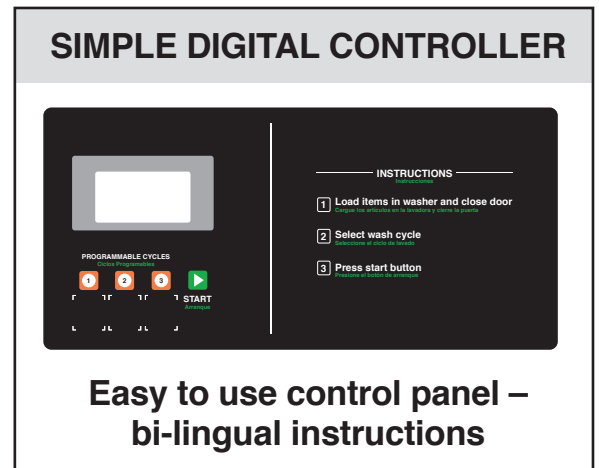 SIMPLE DIGITAL CONTROLLER
PROGRAMMABLE CYCLES
Ciclos Programables
1 2 3
START
Arranque
INSTRUCTIONS
Instrucciones
1 Load items in washer and close door
Cargue los artículos en la lavadora y cierre la puerta
2 Select wash cycle
Seleccione el ciclo de lavado
3 Press start button
Presione el botón de arranque
Easy to use control panel –
bi-lingual instructions